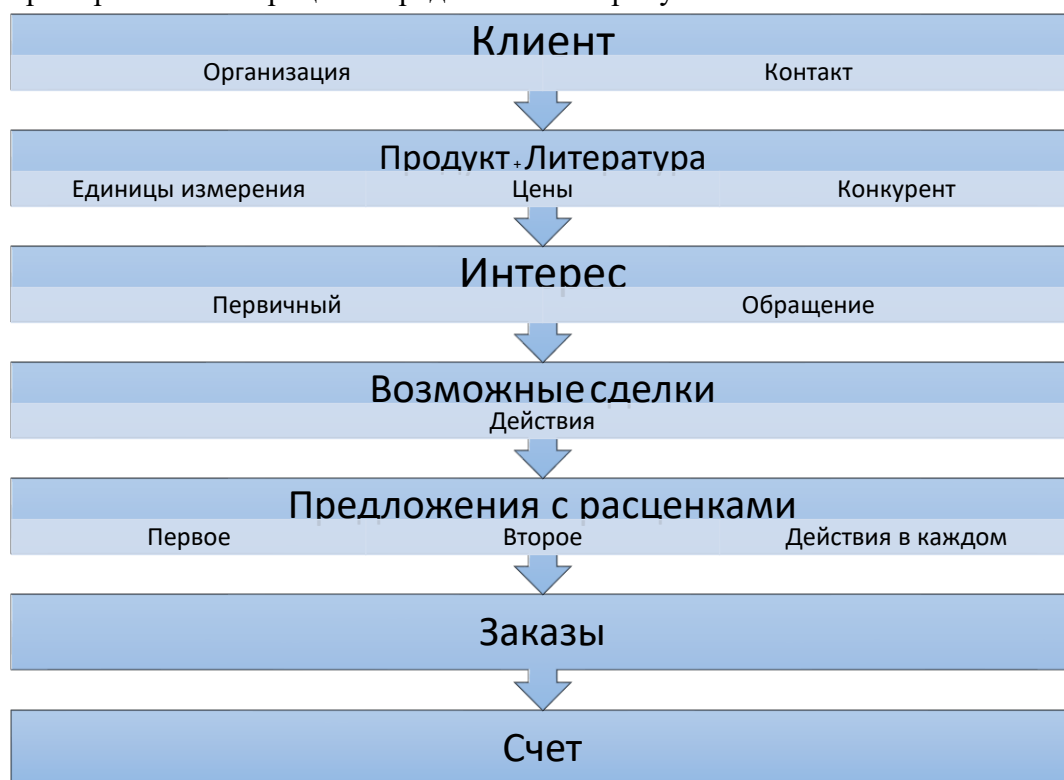 Клиент
Организация Контакт
Продукт + Литература
Единицы измерения Цены Конкурент
Интерес
Первичный Обращение
Возможные сделки
Действия
Предложения с расценками
Первое Второе Действия в каждом
Заказы
Счет